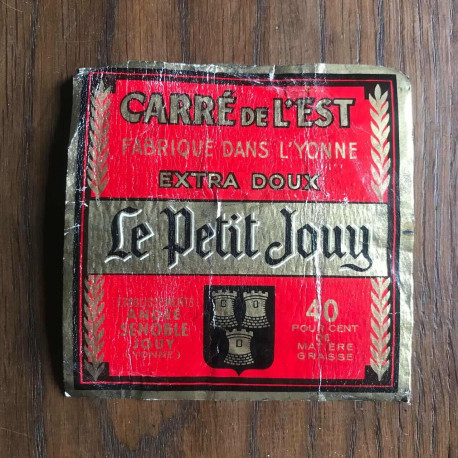 CARRÉ DE L'EST
FABRIQUÉ DANS L'YONNE
EXTRA DOUX
Le Petit Jouy
ETABLISSEMENTS
ANDRÉ
SENOBLE
JOUY
(YONNE)
40
POUR CENT
DE
MATIÈRE
GRASSE